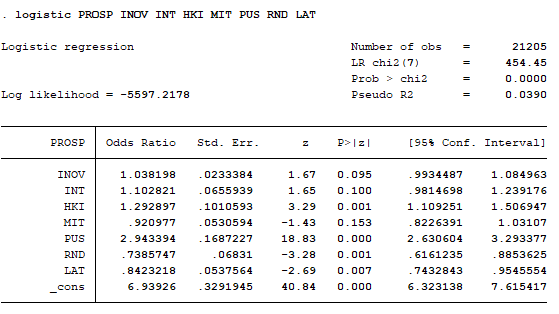 . logistic PROSP INOV INT HKI MIT PUS RND LAT
Logistic regression Number of obs = 21205
LR chi2(7) = 454.45
Prob > chi2 = 0.0000
Log likelihood = -5597.2178 Pseudo R2 = 0.0390
PROSP Odds Ratio Std. Err. z P>|z| [95% Conf. Interval]
INOV 1.038198 .0233384 1.67 0.095 .9934487 1.084963
INT 1.102821 .0655939 1.65 0.100 .9814698 1.239176
HKI 1.292897 .1010593 3.29 0.001 1.109251 1.506947
MIT .920977 .0530594 -1.43 0.153 .8226391 1.03107
PUS 2.943394 .1687227 18.83 0.000 2.630604 3.293377
RND .7385747 .06831 -3.28 0.001 .6161235 .8853625
LAT .8423218 .0537564 -2.69 0.007 .7432843 .9545554
_cons 6.93926 .3291945 40.84 0.000 6.323138 7.615417